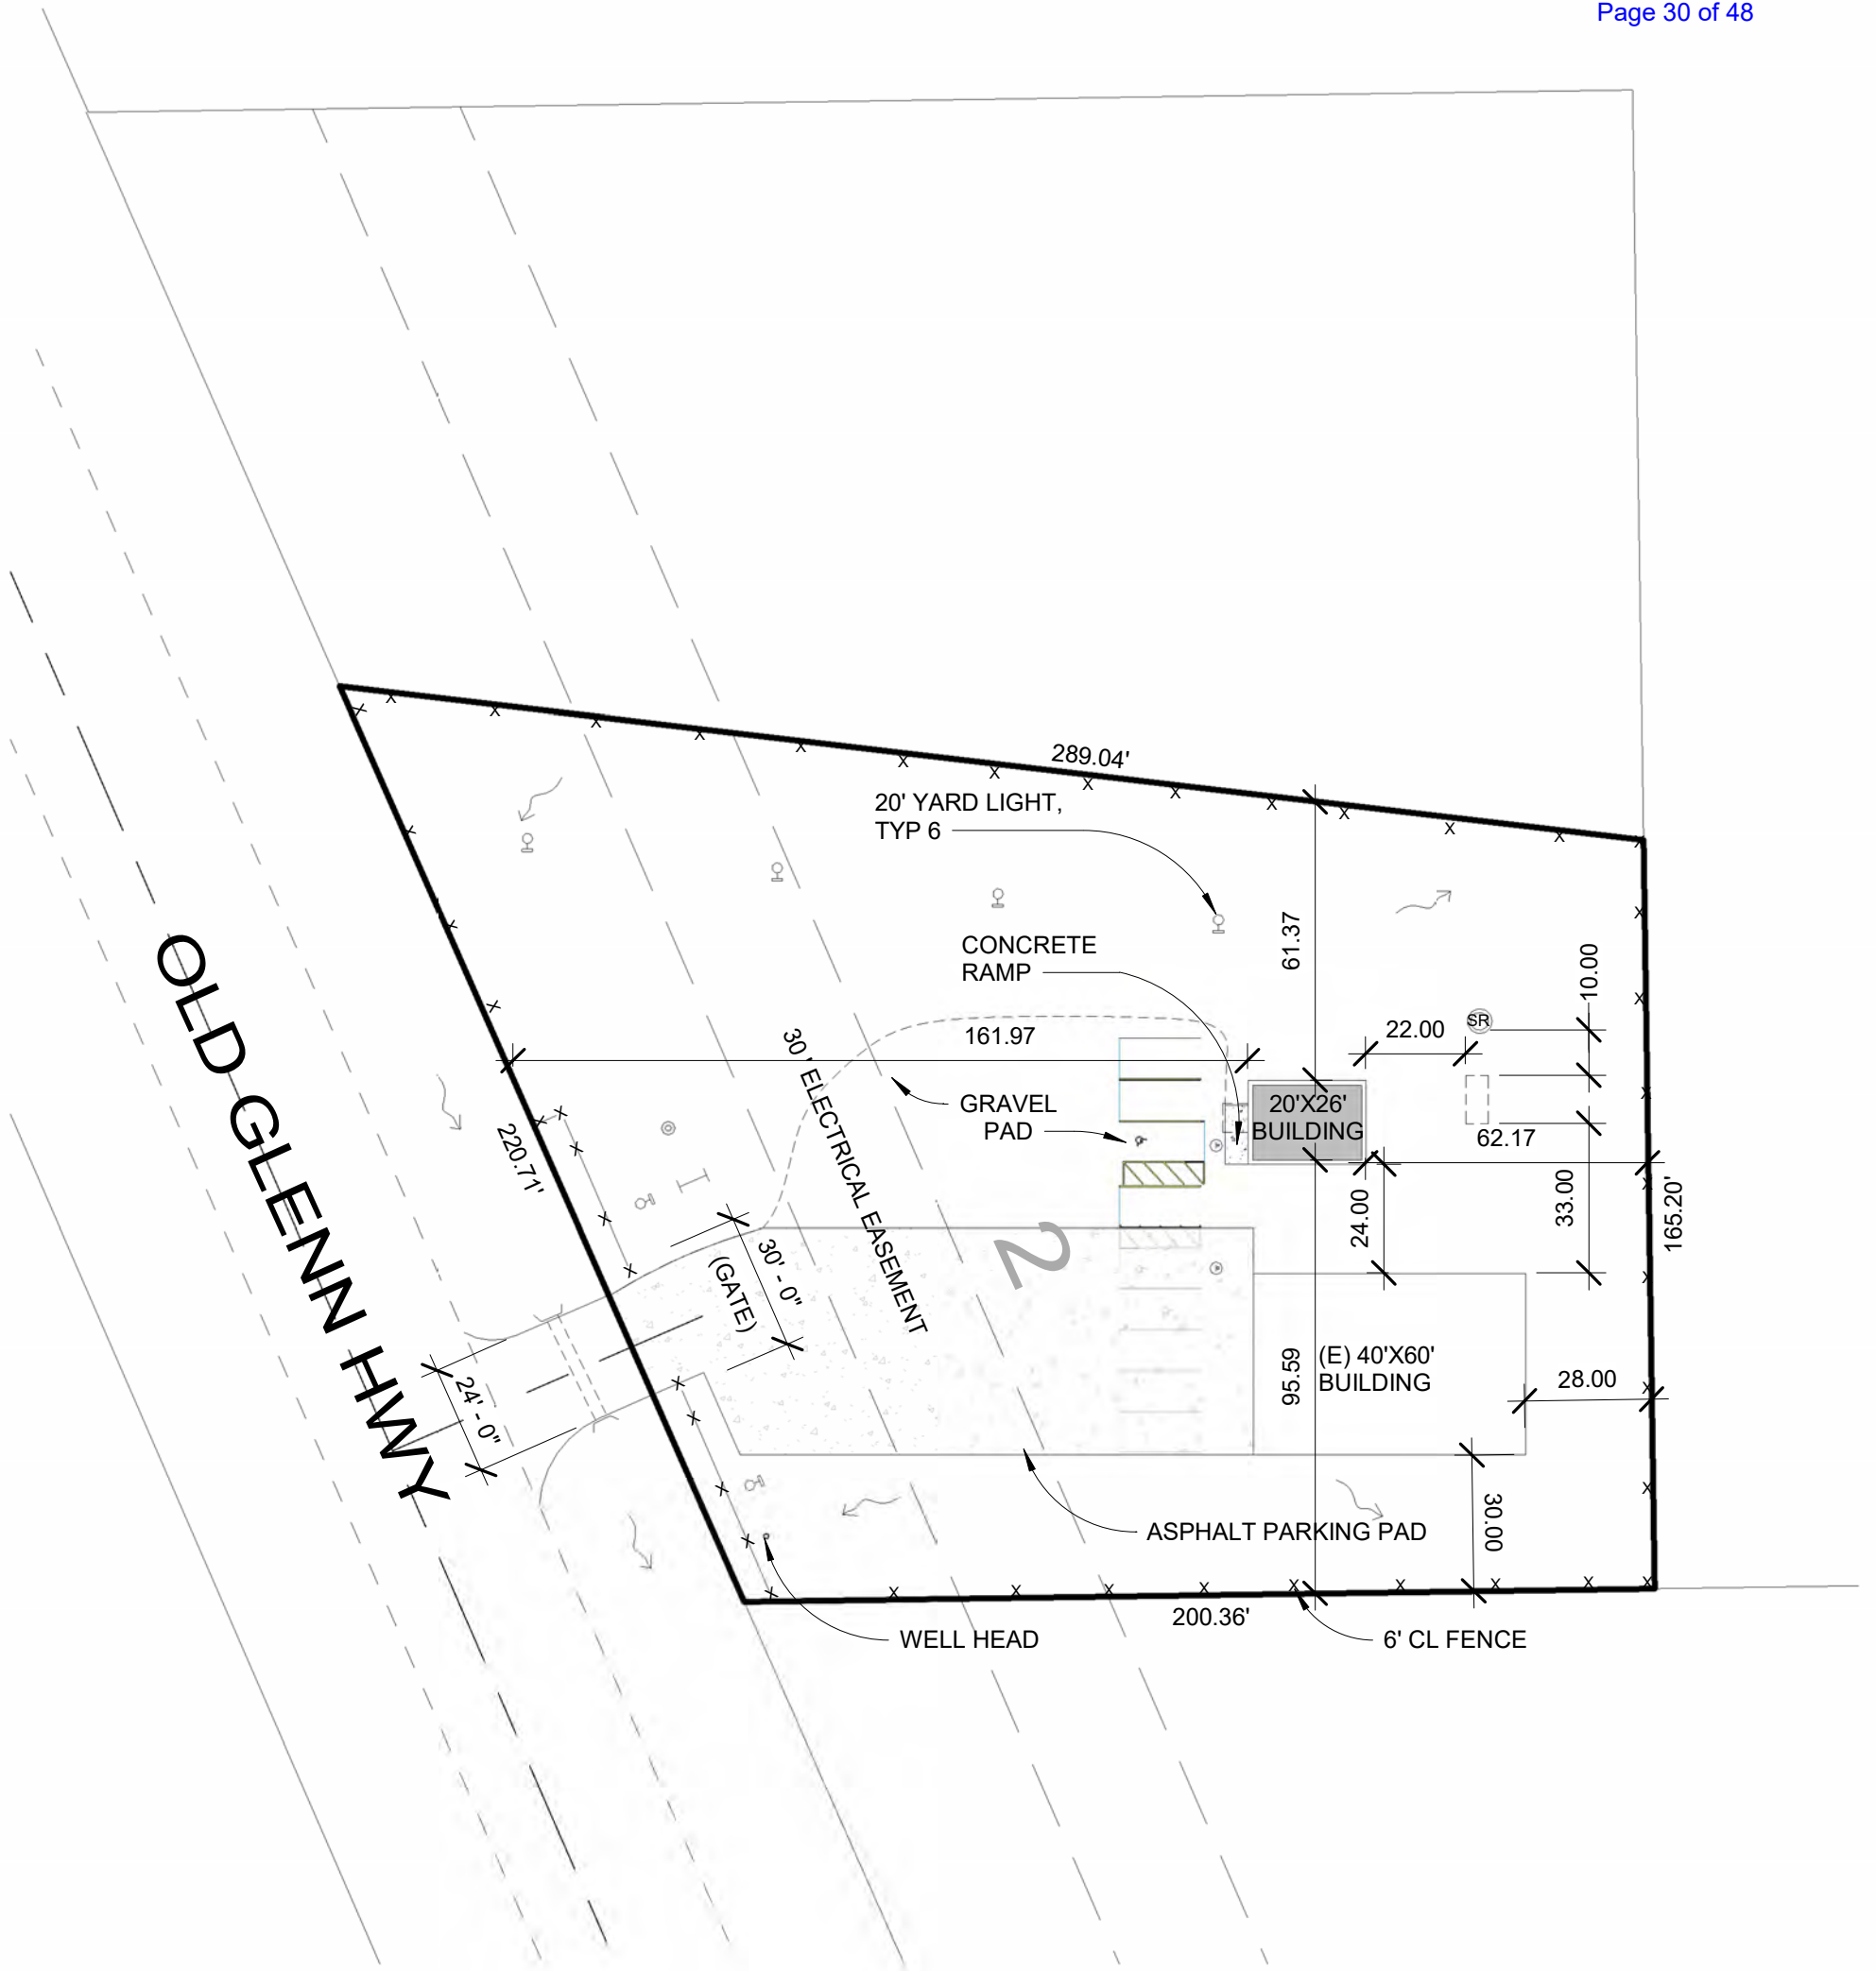 Page 30 of 48
289.04'
20' YARD LIGHT,
TYP 6
CONCRETE
RAMP
61.37
10.00
SR
22.00
161.97
30 ' ELECTRICAL EASEMENT
GRAVEL
PAD
20'X26'
BUILDING
62.17
OLD GLENN HWY
220.71'
24.00
33.00
165.20'
2
30' - 0"
(GATE)
24' - 0"
95.59
(E) 40'X60'
BUILDING
28.00
30.00
ASPHALT PARKING PAD
200.36'
WELL HEAD
6' CL FENCE